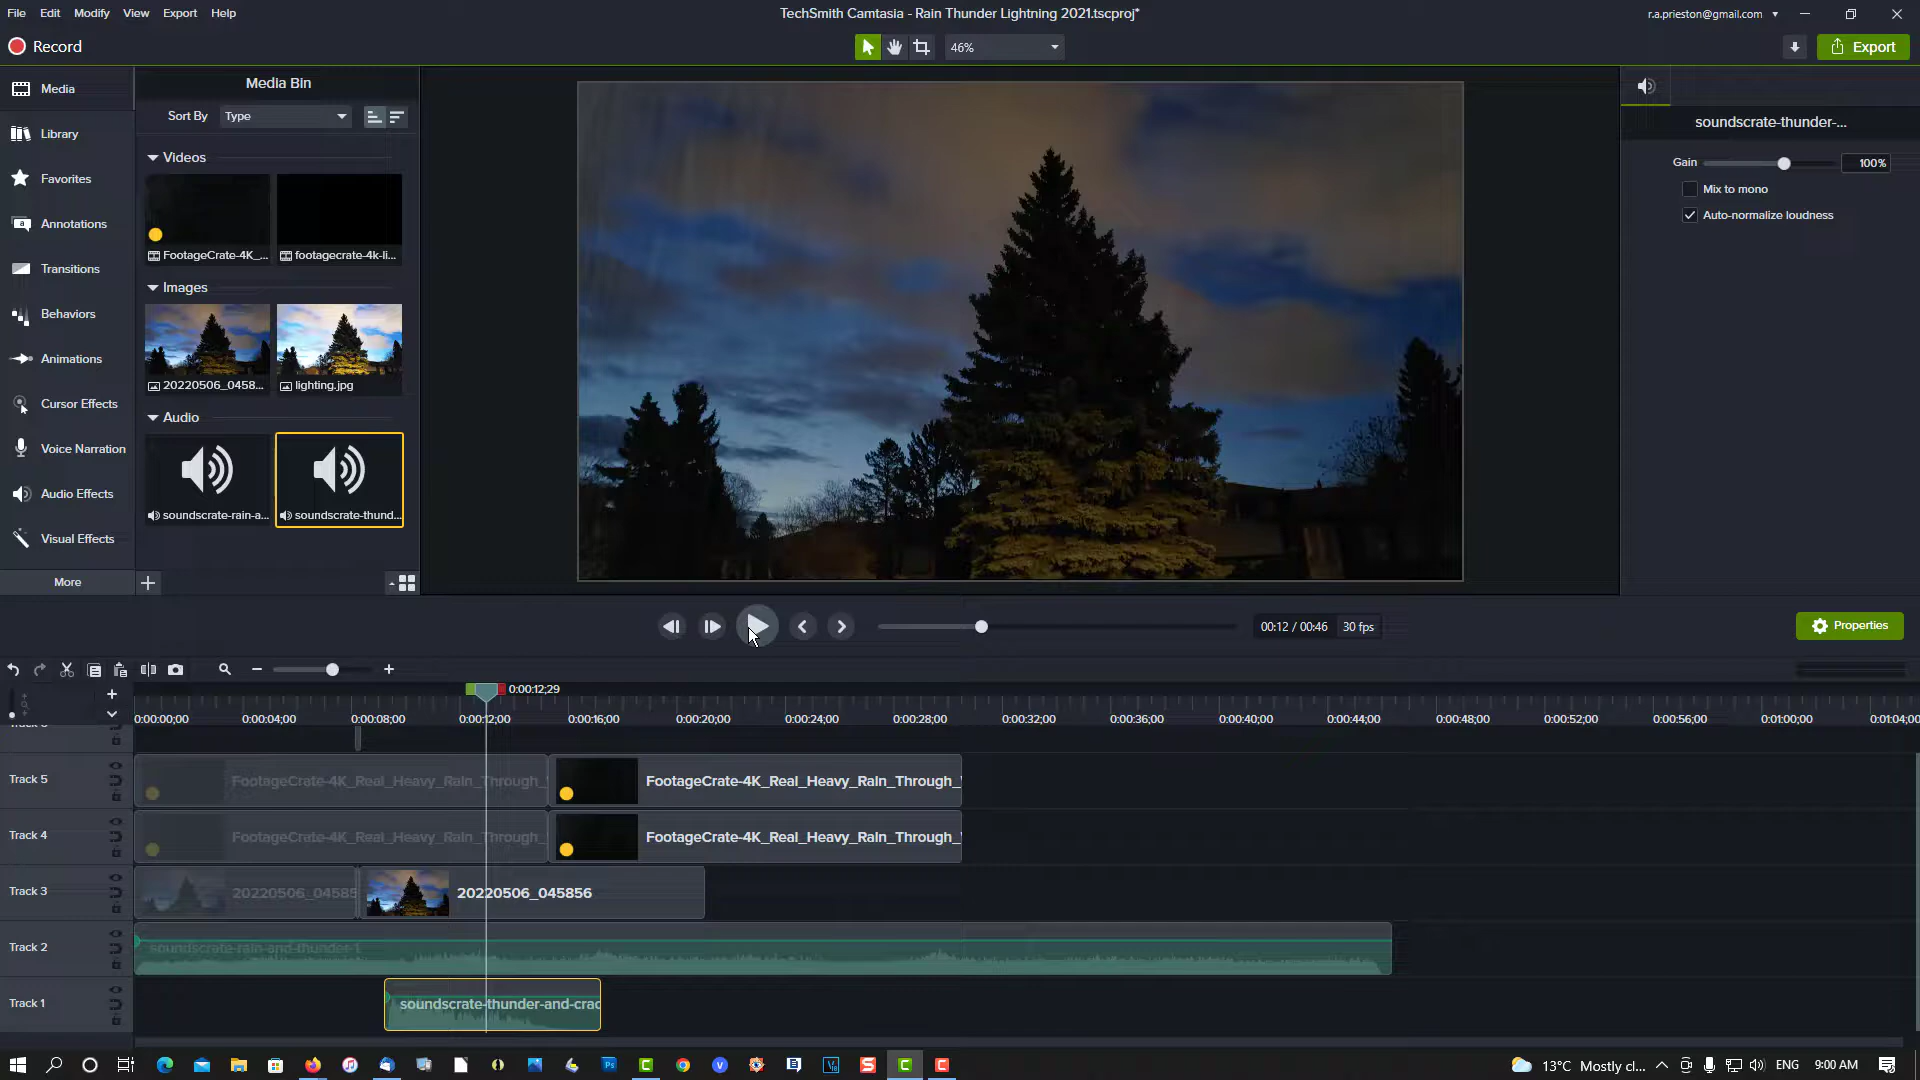 File Edit Modify View Export Help
TechSmith Camtasia - Rain Thunder Lightning 2021.tscproj*
r.a.prieston@gmail.com
Record
46%
Export
Media
Library
Favorites
Annotations
Transitions
Behaviors
Animations
Cursor Effects
Voice Narration
Audio Effects
Visual Effects
More
Media Bin
Sort By Type
Videos
FootageCrate-4K_... footagecrate-4k-li...
Images
20220506_0458... lighting.jpg
Audio
soundscrate-rain-a... soundscrate-thund...
soundscrate-thunder-...
Gain 100%
Mix to mono
Auto-normalize loudness
00:12 / 00:46 30 fps
Properties
0:00:12;29
0:00:00;00 0:00:04;00 0:00:08;00 0:00:12;00 0:00:16;00 0:00:20;00 0:00:24;00 0:00:28;00 0:00:32;00 0:00:36;00 0:00:40;00 0:00:44;00 0:00:48;00 0:00:52;00 0:00:56;00 0:01:00;00 0:01:04;00
Track 5 FootageCrate-4K_Real_Heavy_Rain_Through_ FootageCrate-4K_Real_Heavy_Rain_Through_
Track 4 FootageCrate-4K_Real_Heavy_Rain_Through_ FootageCrate-4K_Real_Heavy_Rain_Through_
Track 3 20220506_04585 20220506_045856
Track 2 soundscrate-rain-and-thunder-1
Track 1 soundscrate-thunder-and-crac
13°C Mostly cl... ENG 9:00 AM